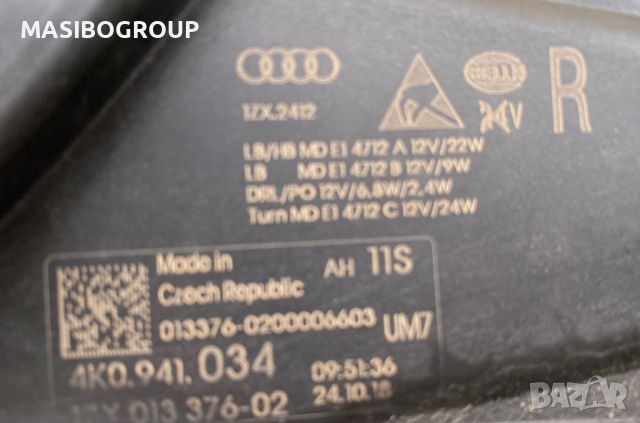 MASIBOGROUP
HELLA
R
1ZX.2412
LB/HB MD E1 4712 A 12V/22W
LB MD E1 4712 B 12V/9W
DRL/PO 12V/6,8W/2,4W
Turn MD E1 4712 C 12V/24W
Made in
Czech Republic
AH 11S
013376-0200006603
UM7
4K0.941.034
09:51:36
24.10.18
1ZX 013 376-02
BAZAR
bg